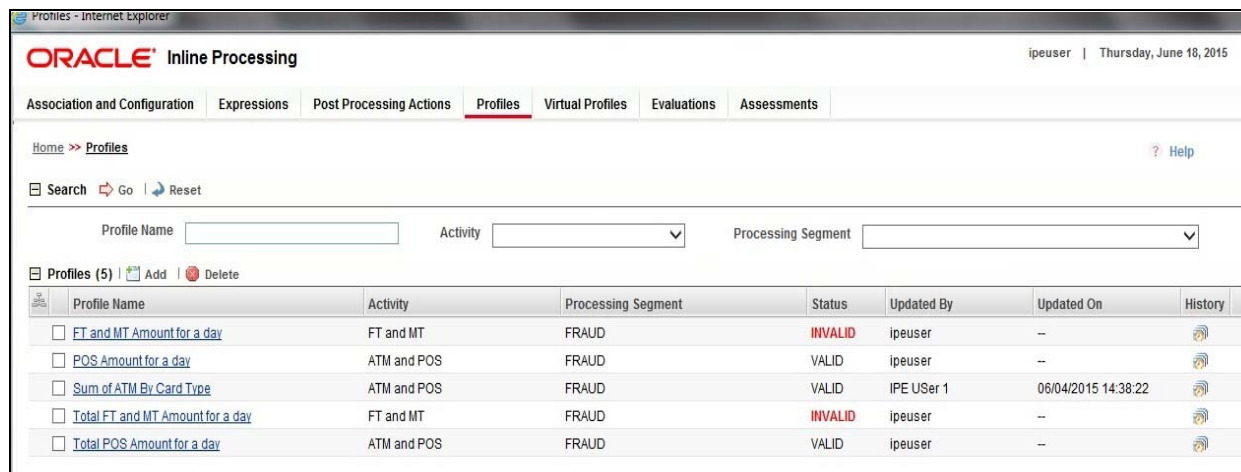 Profiles - Internet Explorer
ORACLE® Inline Processing
ipeuser | Thursday, June 18, 2015
Association and Configuration Expressions Post Processing Actions Profiles Virtual Profiles Evaluations Assessments
Home >> Profiles
? Help
Search Go | Reset
Profile Name Activity Processing Segment
Profiles (5) | Add | Delete
Profile Name Activity Processing Segment Status Updated By Updated On History
FT and MT Amount for a day FT and MT FRAUD INVALID ipeuser --
POS Amount for a day ATM and POS FRAUD VALID ipeuser --
Sum of ATM By Card Type ATM and POS FRAUD VALID IPE USer 1 06/04/2015 14:38:22
Total FT and MT Amount for a day FT and MT FRAUD INVALID ipeuser --
Total POS Amount for a day ATM and POS FRAUD VALID ipeuser --